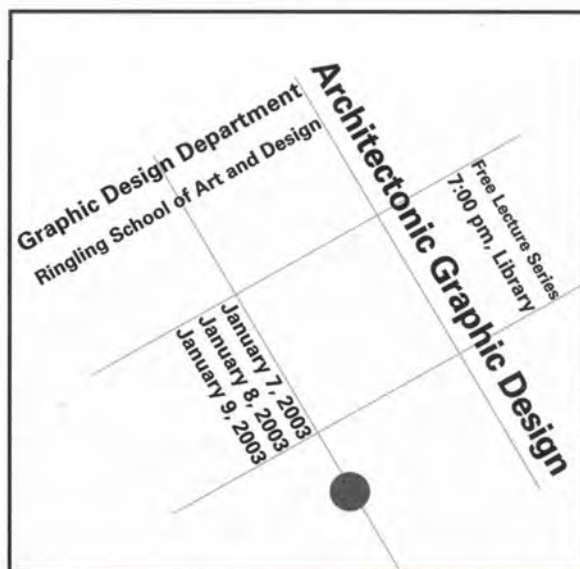 Graphic Design Department
Ringling School of Art and Design
Architectonic Graphic Design
Free Lecture Series
7:00 pm, Library
January 7, 2003
January 8, 2003
January 9, 2003